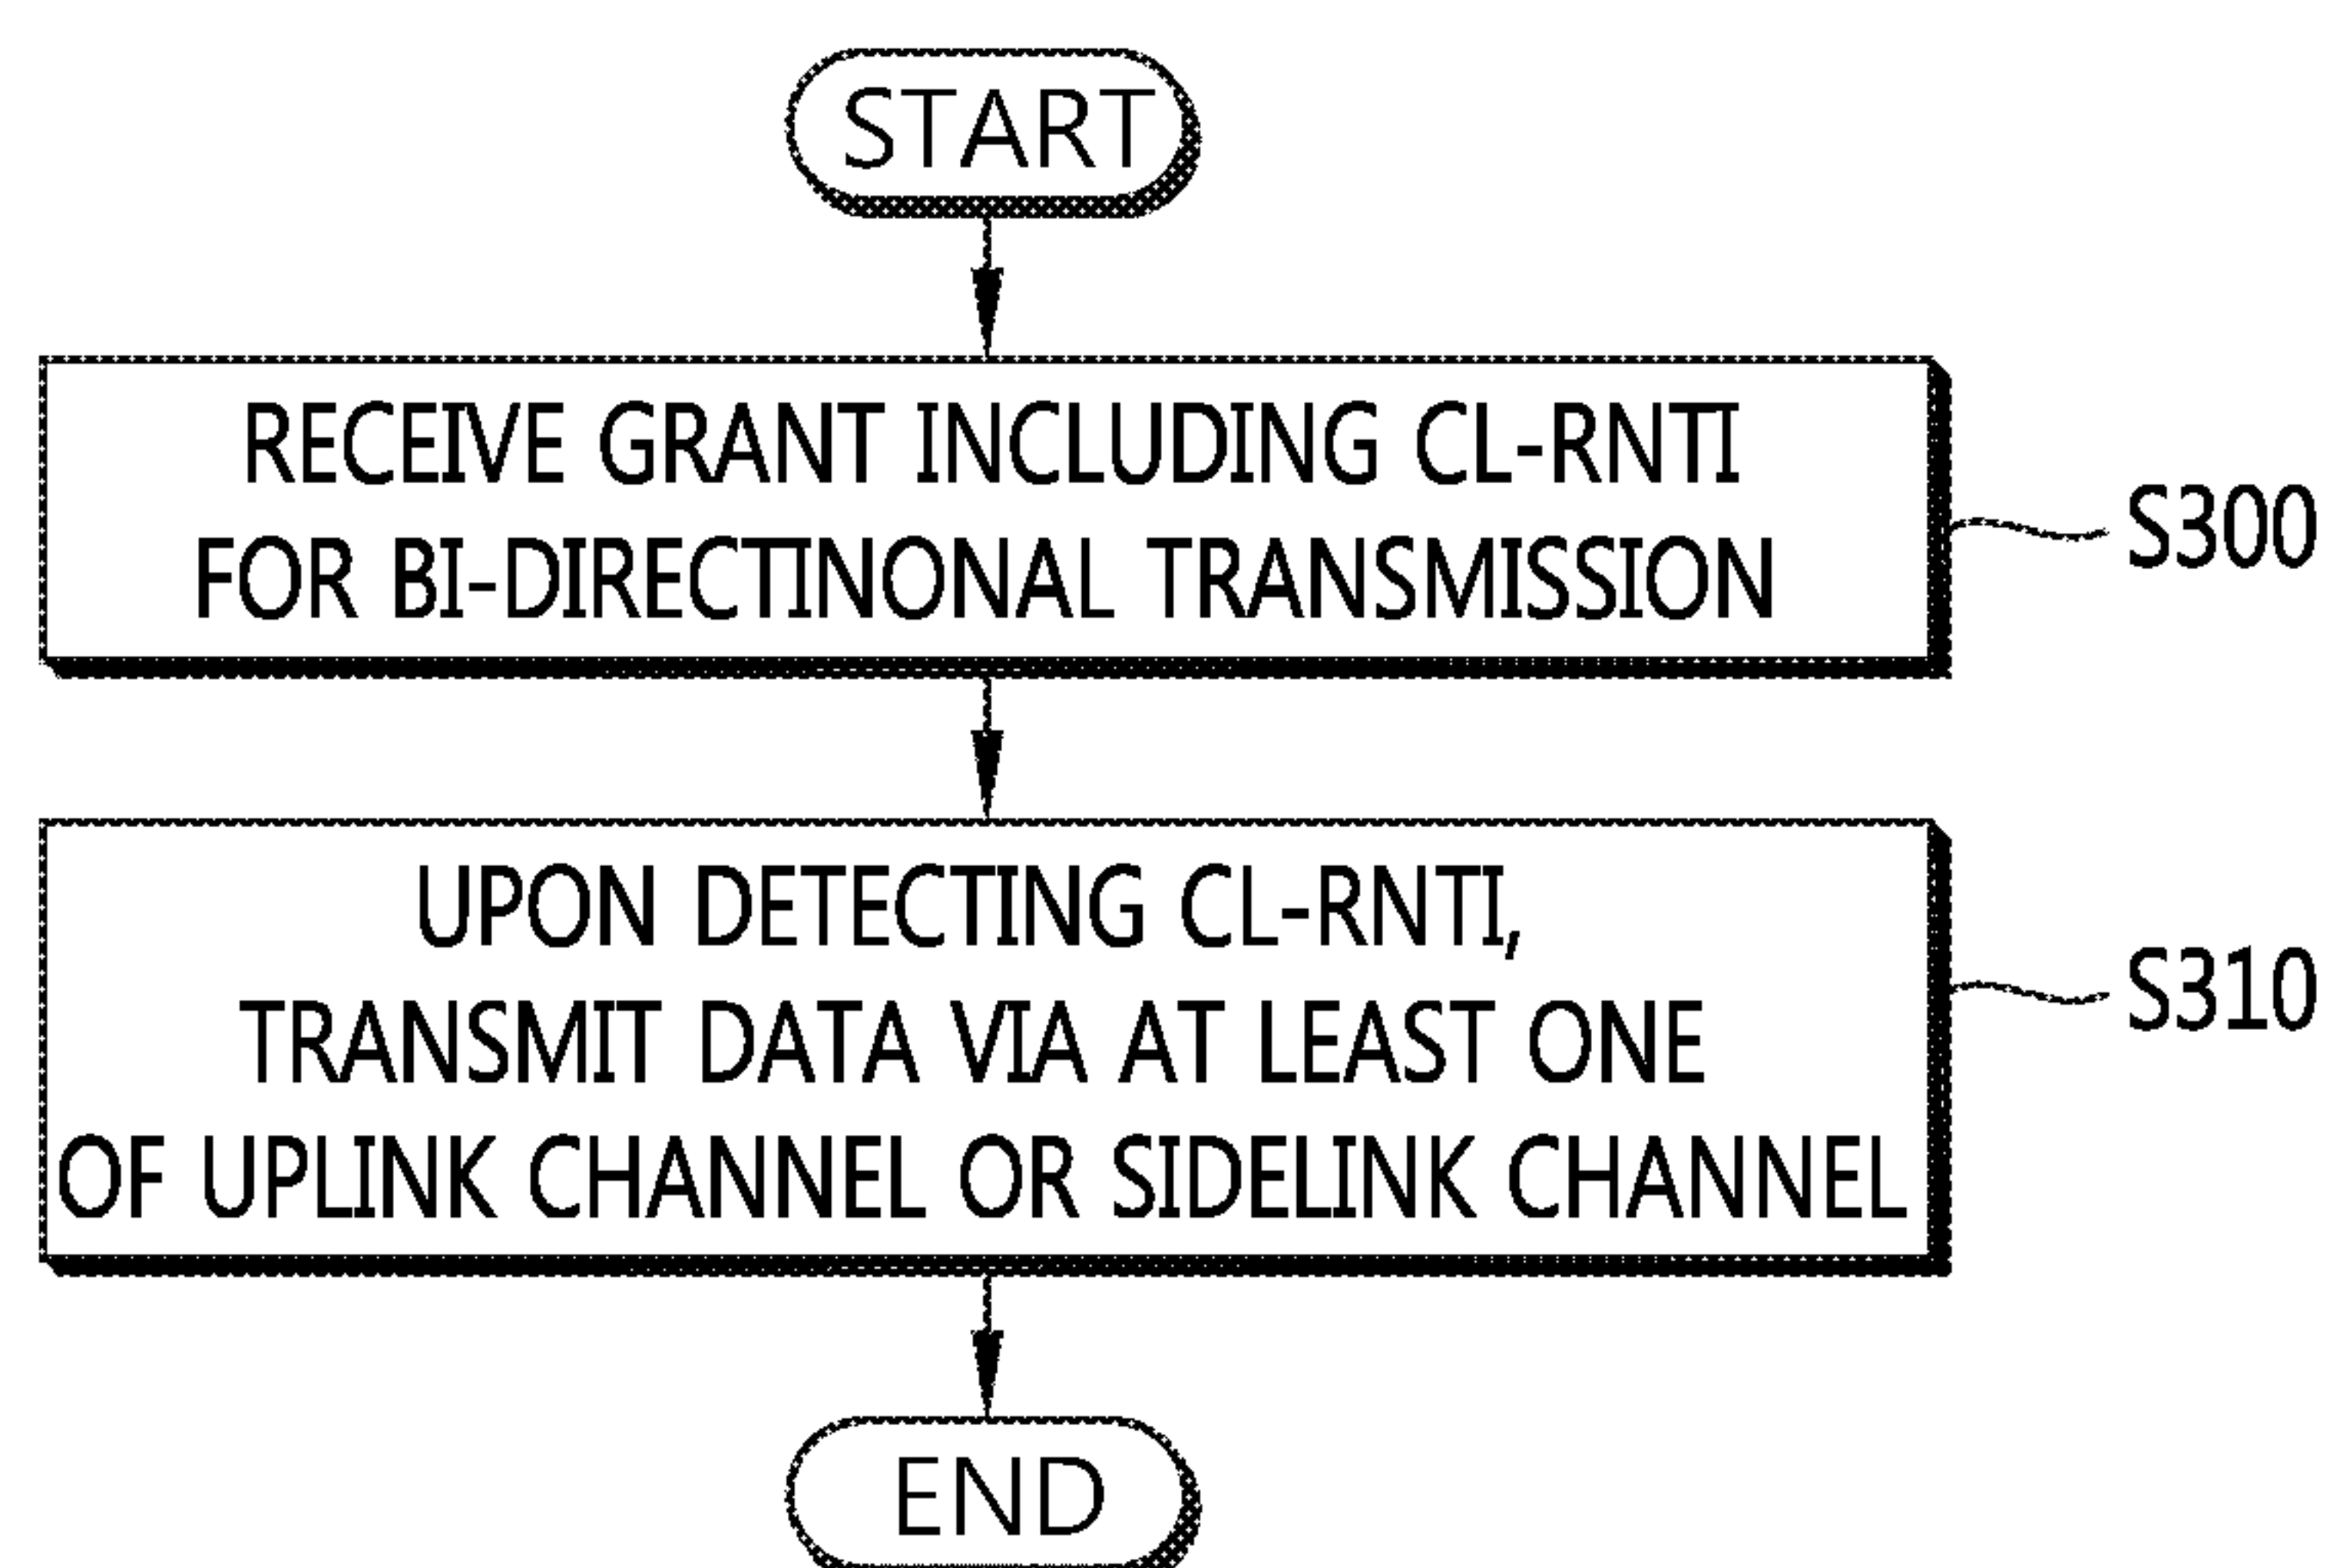 START
RECEIVE GRANT INCLUDING CL-RNTI
FOR BI-DIRECTINONAL TRANSMISSION
S300
UPON DETECTING CL-RNTI,
TRANSMIT DATA VIA AT LEAST ONE
OF UPLINK CHANNEL OR SIDELINK CHANNEL
S310
END